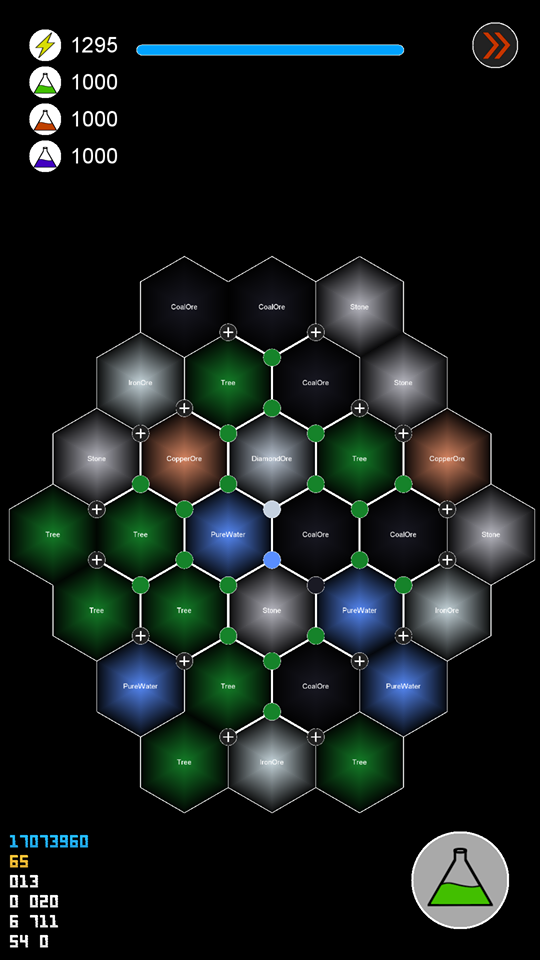 1295
1000
1000
1000
CoalOre CoalOre Stone
IronOre Tree CoalOre Stone
Stone CopperOre DiamondOre Tree CopperOre
Tree Tree PureWater CoalOre CoalOre Stone
Tree Tree Stone PureWater IronOre
PureWater Tree CoalOre PureWater
Tree IronOre Tree
17073960
65
013
0 020
6 711
54 0